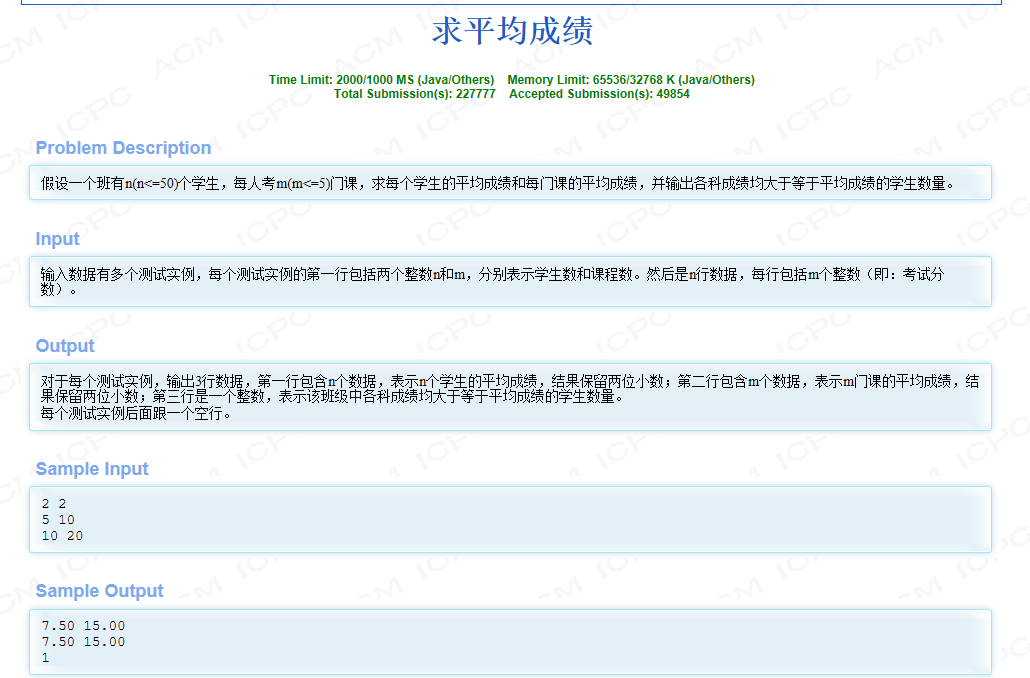 求平均成绩
Time Limit: 2000/1000 MS (Java/Others) Memory Limit: 65536/32768 K (Java/Others)
Total Submission(s): 227777 Accepted Submission(s): 49854
Problem Description
假设一个班有n(n<=50)个学生，每人考m(m<=5)门课，求每个学生的平均成绩和每门课的平均成绩，并输出各科成绩均大于等于平均成绩的学生数量。
Input
输入数据有多个测试实例，每个测试实例的第一行包括两个整数n和m，分别表示学生数和课程数。然后是n行数据，每行包括m个整数（即：考试分
数）。
Output
对于每个测试实例，输出3行数据，第一行包含n个数据，表示n个学生的平均成绩，结果保留两位小数；第二行包含m个数据，表示m门课的平均成绩，结
果保留两位小数；第三行是一个整数，表示该班级中各科成绩均大于等于平均成绩的学生数量。
每个测试实例后面跟一个空行。
Sample Input
2 2
5 10
10 20
Sample Output
7.50 15.00
7.50 15.00
1